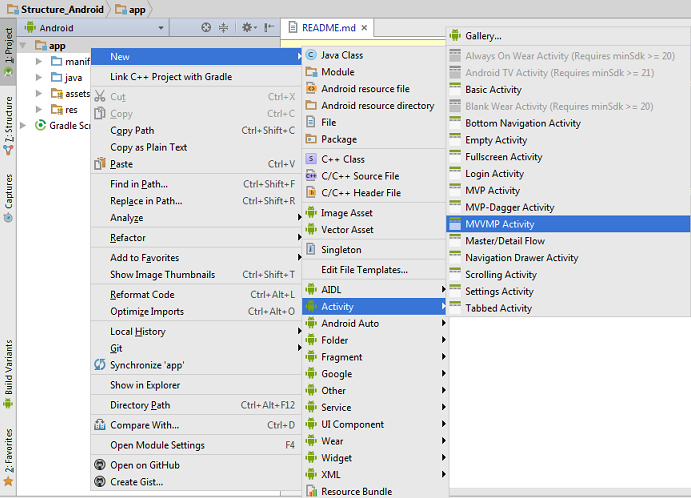 Structure_Android
app
Android
README.md
1: Project
7: Structure
Captures
Build Variants
2: Favorites
app
manif
java
assets
res
Gradle Scr
New
Link C++ Project with Gradle
Cut Ctrl+X
Copy Ctrl+C
Copy Path Ctrl+Shift+C
Copy as Plain Text
Paste Ctrl+V
Find in Path... Ctrl+Shift+F
Replace in Path... Ctrl+Shift+R
Analyze
Refactor
Add to Favorites
Show Image Thumbnails Ctrl+Shift+T
Reformat Code Ctrl+Alt+L
Optimize Imports Ctrl+Alt+O
Local History
Git
Synchronize 'app'
Show in Explorer
Directory Path Ctrl+Alt+F12
Compare With... Ctrl+D
Open Module Settings F4
Open on GitHub
Create Gist...
Java Class
Module
Android resource file
Android resource directory
File
Package
C++ Class
C/C++ Source File
C/C++ Header File
Image Asset
Vector Asset
Singleton
Edit File Templates...
AIDL
Activity
Android Auto
Folder
Fragment
Google
Other
Service
UI Component
Wear
Widget
XML
Resource Bundle
Gallery...
Always On Wear Activity (Requires minSdk >= 20)
Android TV Activity (Requires minSdk >= 21)
Basic Activity
Blank Wear Activity (Requires minSdk >= 20)
Bottom Navigation Activity
Empty Activity
Fullscreen Activity
Login Activity
MVP Activity
MVP-Dagger Activity
MVVMP Activity
Master/Detail Flow
Navigation Drawer Activity
Scrolling Activity
Settings Activity
Tabbed Activity